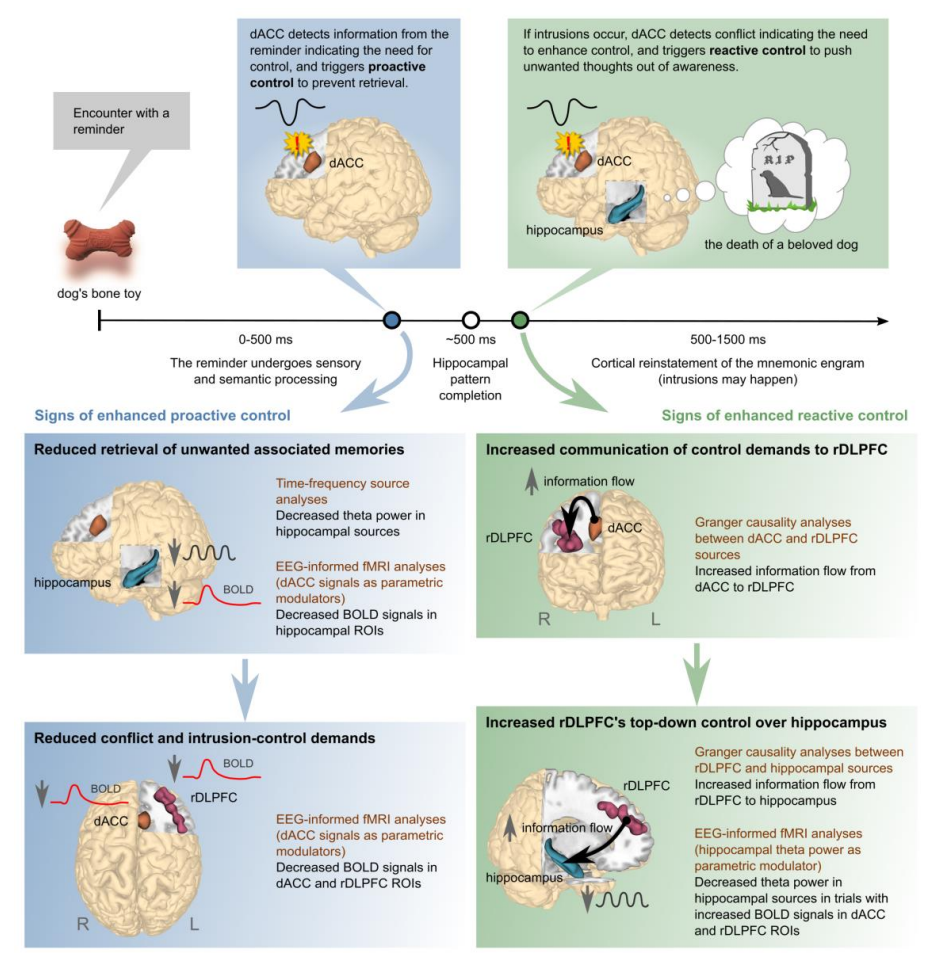 dACC detects information from the
reminder indicating the need for
control, and triggers proactive
control to prevent retrieval.
dACC
If intrusions occur, dACC detects conflict indicating the need
to enhance control, and triggers reactive control to push
unwanted thoughts out of awareness.
dACC
hippocampus
R I P
the death of a beloved dog
Encounter with a
reminder
dog's bone toy
0-500 ms
The reminder undergoes sensory
and semantic processing
~500 ms
Hippocampal
pattern
completion
500-1500 ms
Cortical reinstatement of the mnemonic engram
(intrusions may happen)
Signs of enhanced proactive control
Reduced retrieval of unwanted associated memories
hippocampus
BOLD
Time-frequency source
analyses
Decreased theta power in
hippocampal sources
EEG-informed fMRI analyses
(dACC signals as parametric
modulators)
Decreased BOLD signals in
hippocampal ROIs
Reduced conflict and intrusion-control demands
BOLD
BOLD
rDLPFC
dACC
R
L
EEG-informed fMRI analyses
(dACC signals as parametric
modulators)
Decreased BOLD signals in
dACC and rDLPFC ROIs
Signs of enhanced reactive control
Increased communication of control demands to rDLPFC
information flow
rDLPFC
dACC
R
L
Granger causality analyses
between dACC and rDLPFC
sources
Increased information flow from
dACC to rDLPFC
Increased rDLPFC's top-down control over hippocampus
rDLPFC
information flow
hippocampus
Granger causality analyses between
rDLPFC and hippocampal sources
Increased information flow from
rDLPFC to hippocampus
EEG-informed fMRI analyses
(hippocampal theta power as
parametric modulator)
Decreased theta power in
hippocampal sources in trials with
increased BOLD signals in dACC
and rDLPFC ROIs